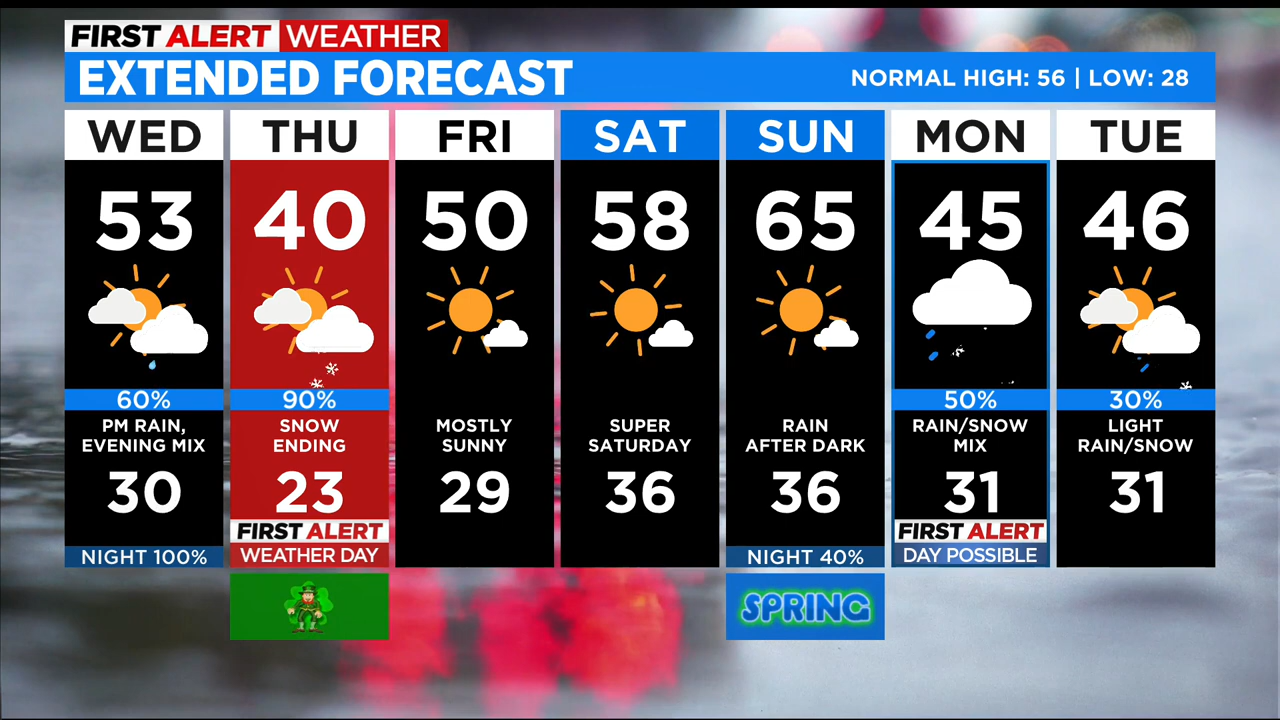 FIRST ALERT WEATHER
EXTENDED FORECAST
NORMAL HIGH: 56 | LOW: 28
WED
53
60%
PM RAIN,
EVENING MIX
30
NIGHT 100%
THU
40
90%
SNOW
ENDING
23
FIRST ALERT
WEATHER DAY
FRI
50
MOSTLY
SUNNY
29
SAT
58
SUPER
SATURDAY
36
SUN
65
RAIN
AFTER DARK
36
NIGHT 40%
SPRING
MON
45
50%
RAIN/SNOW
MIX
31
FIRST ALERT
DAY POSSIBLE
TUE
46
30%
LIGHT
RAIN/SNOW
31